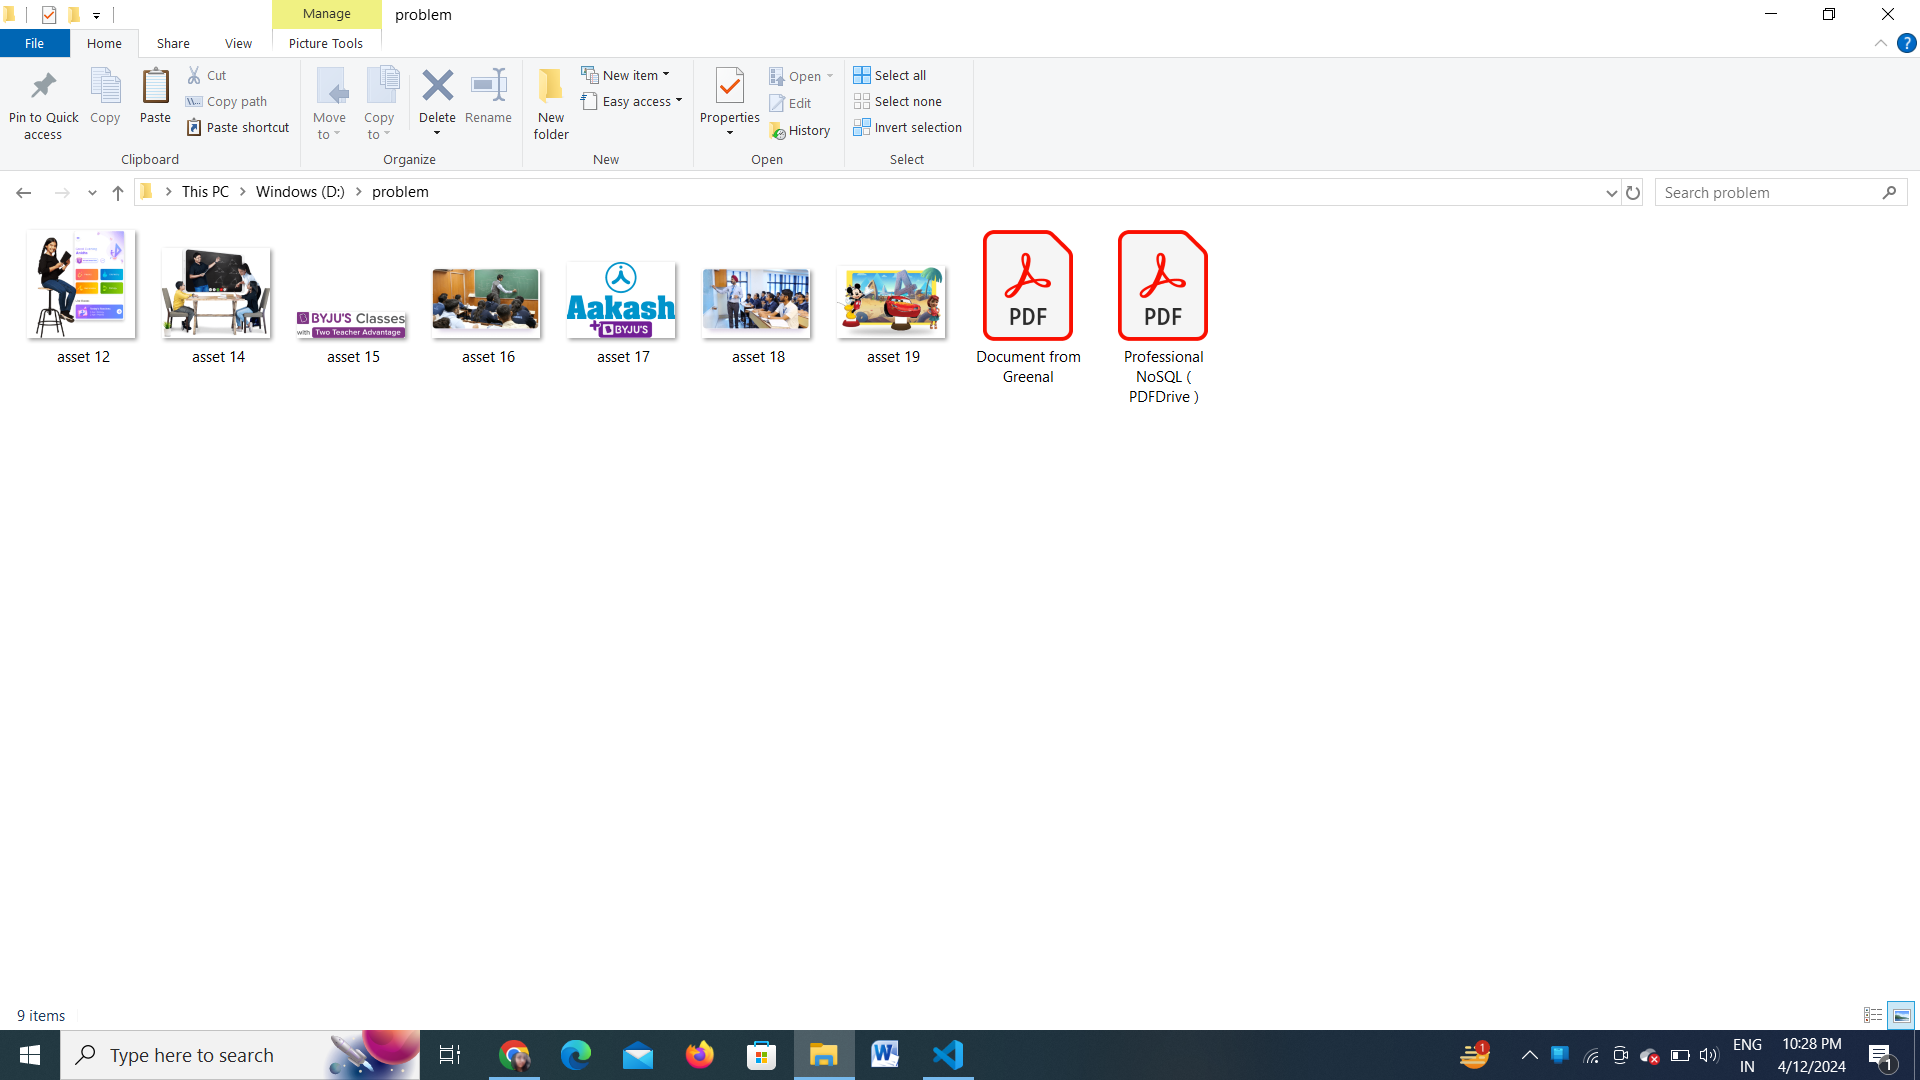 Manage
problem
File
Home
Share
View
Picture Tools
Pin to Quick
access
Copy
Paste
Cut
Copy path
Paste shortcut
Clipboard
Move
to
Copy
to
Delete
Rename
Organize
New
folder
New item
Easy access
New
Properties
Open
Edit
History
Open
Select all
Select none
Invert selection
Select
This PC
Windows (D:)
problem
Search problem
BYJU'S Classes
with Two Teacher Advantage
Aakash
+ BYJU'S
PDF
PDF
asset 12
asset 14
asset 15
asset 16
asset 17
asset 18
asset 19
Document from
Greenal
Professional
NoSQL (
PDFDrive )
9 items
Type here to search
1
ENG
IN
10:28 PM
4/12/2024
1